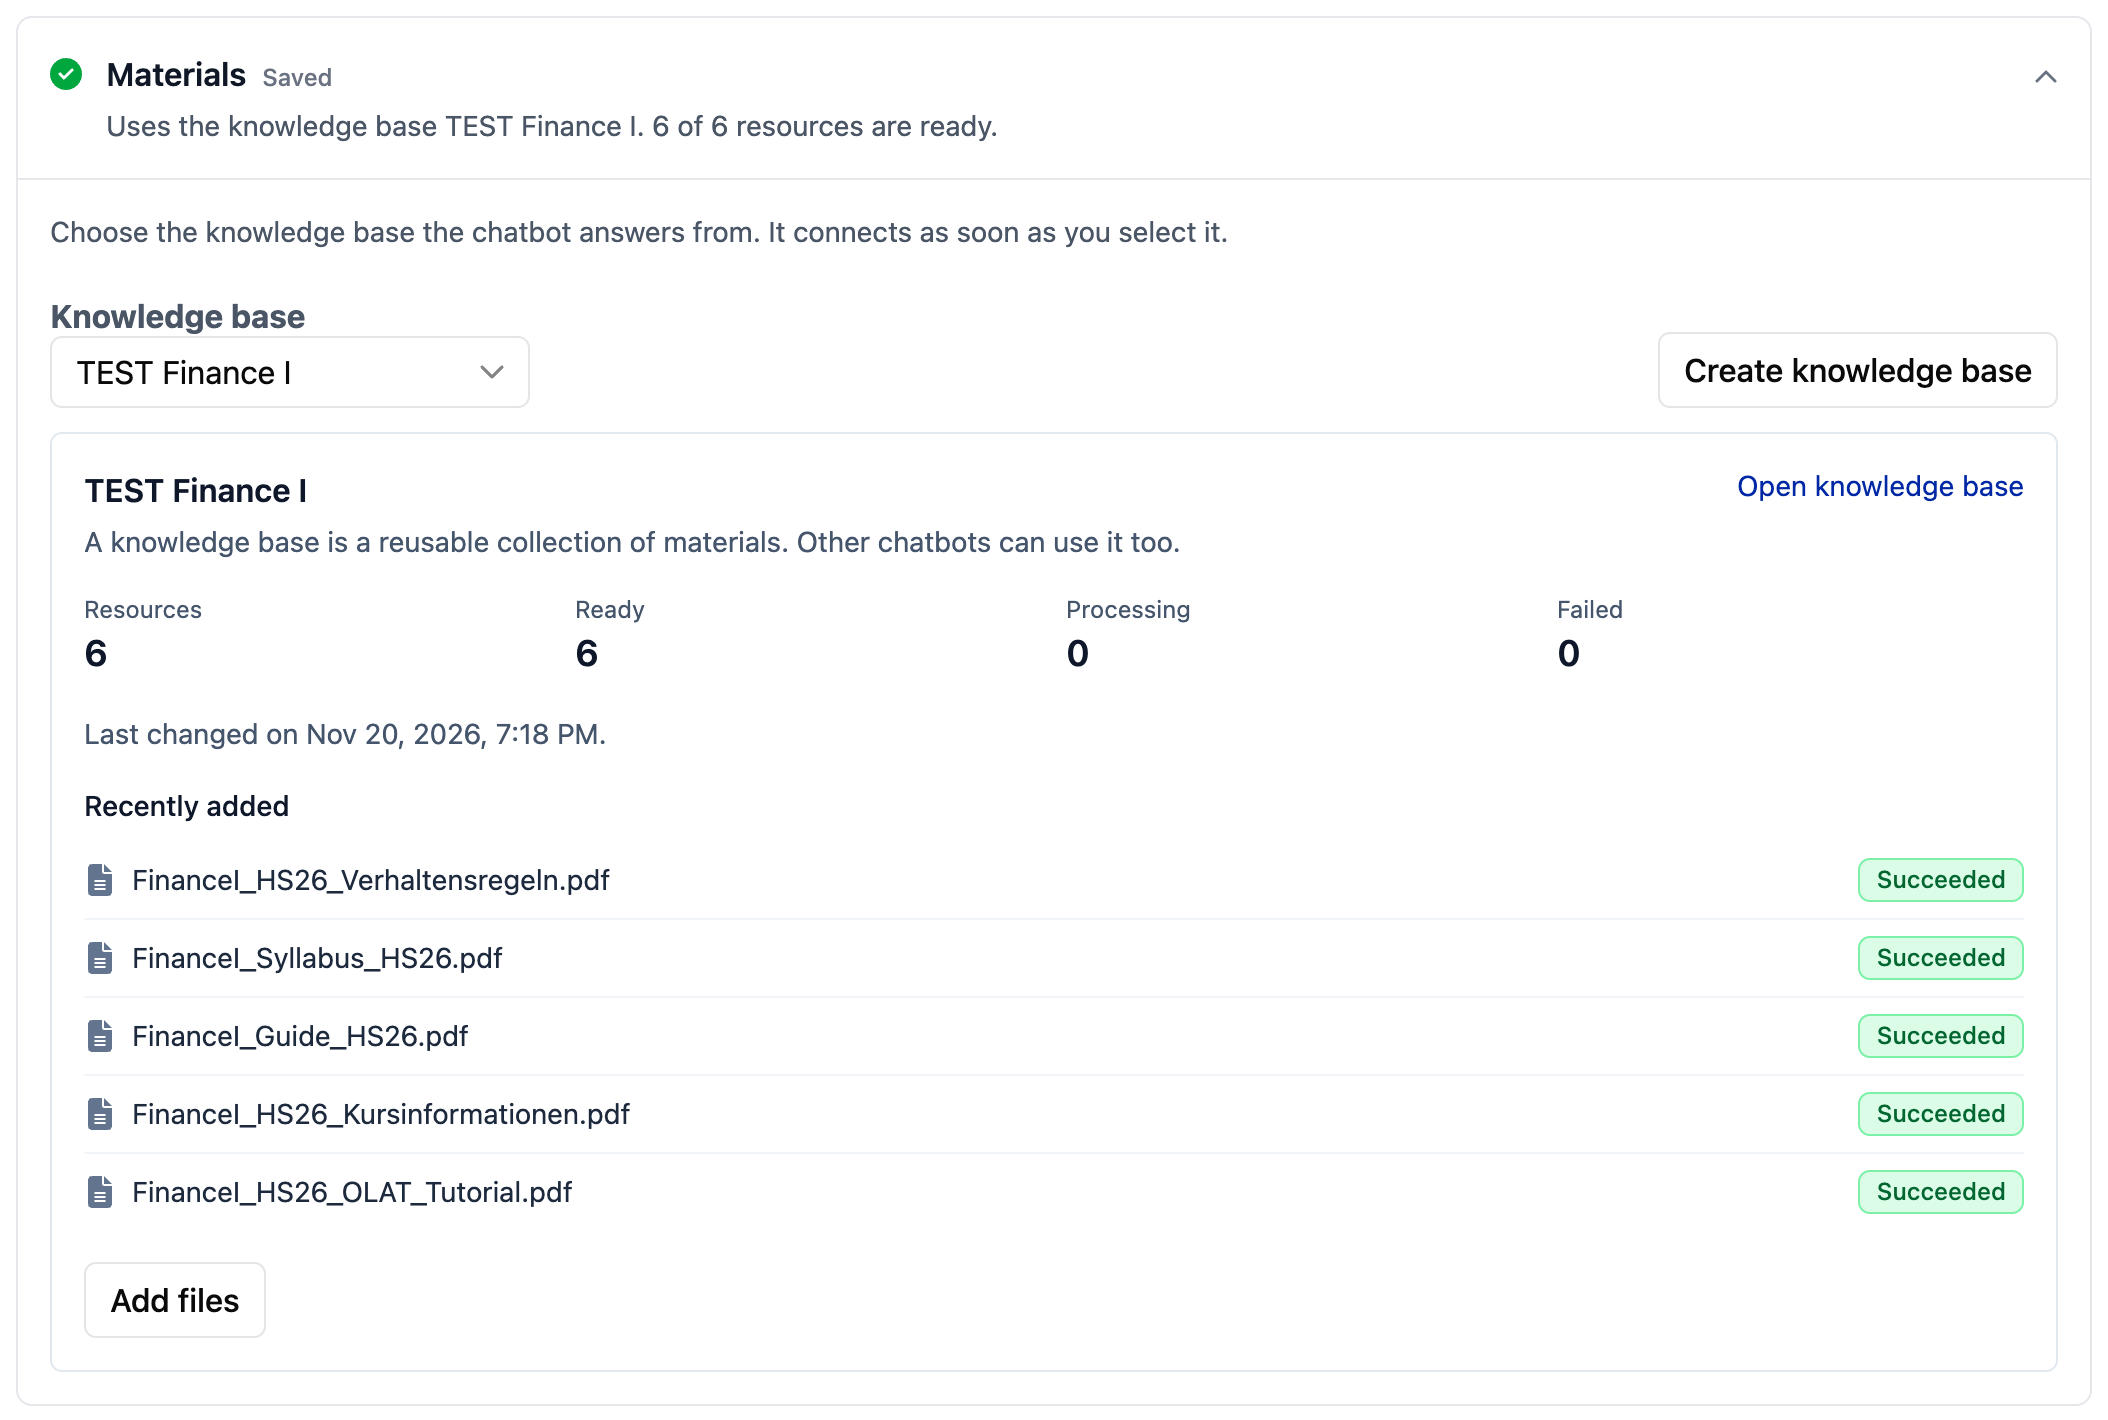 Materials Saved
Uses the knowledge base TEST Finance I. 6 of 6 resources are ready.
Choose the knowledge base the chatbot answers from. It connects as soon as you select it.
Knowledge base
TEST Finance I
Create knowledge base
TEST Finance I
Open knowledge base
A knowledge base is a reusable collection of materials. Other chatbots can use it too.
Resources Ready Processing Failed
6 6 0 0
Last changed on Nov 20, 2026, 7:18 PM.
Recently added
FinanceI_HS26_Verhaltensregeln.pdf Succeeded
FinanceI_Syllabus_HS26.pdf Succeeded
FinanceI_Guide_HS26.pdf Succeeded
FinanceI_HS26_Kursinformationen.pdf Succeeded
FinanceI_HS26_OLAT_Tutorial.pdf Succeeded
Add files